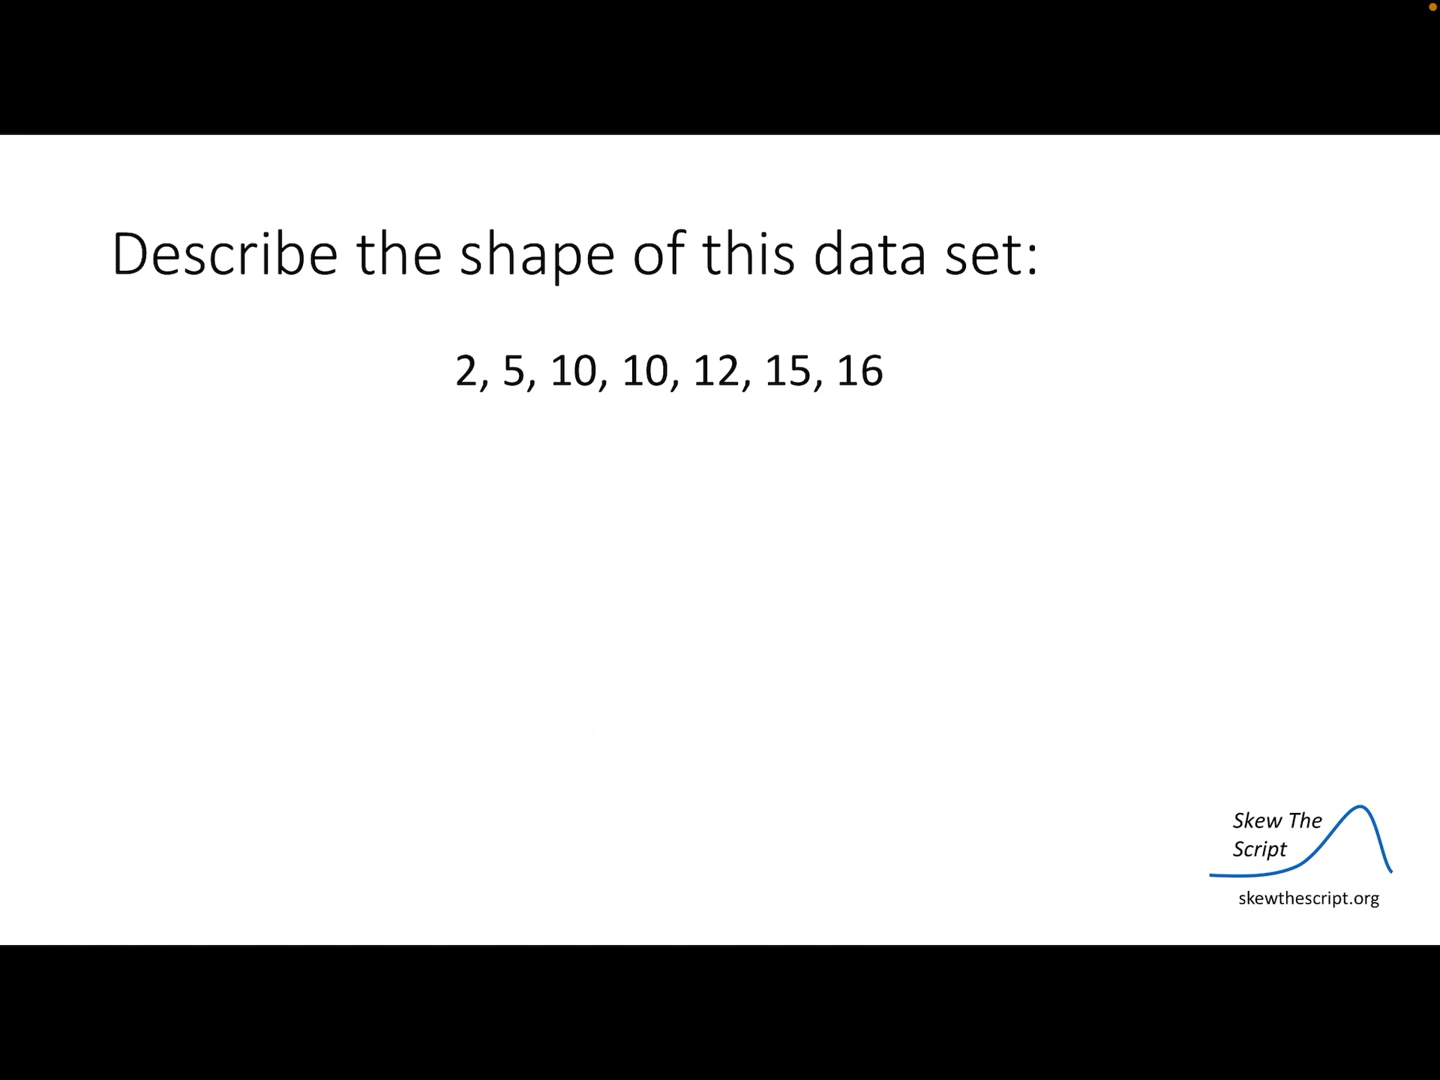 Describe the shape of this data set:
2, 5, 10, 10, 12, 15, 16
Skew The
Script
skewthescript.org